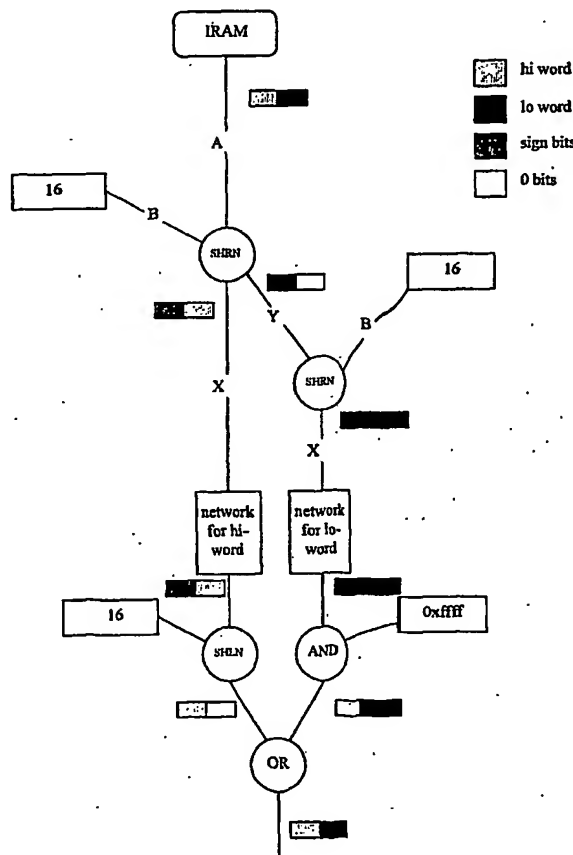 IRAM
hi word
lo word
sign bits
0 bits
A
16
B
SHRN
16
Y
B
SHRN
X
X
network
for hi-
word
network
for lo-
word
16
0xffff
SHLN
AND
OR